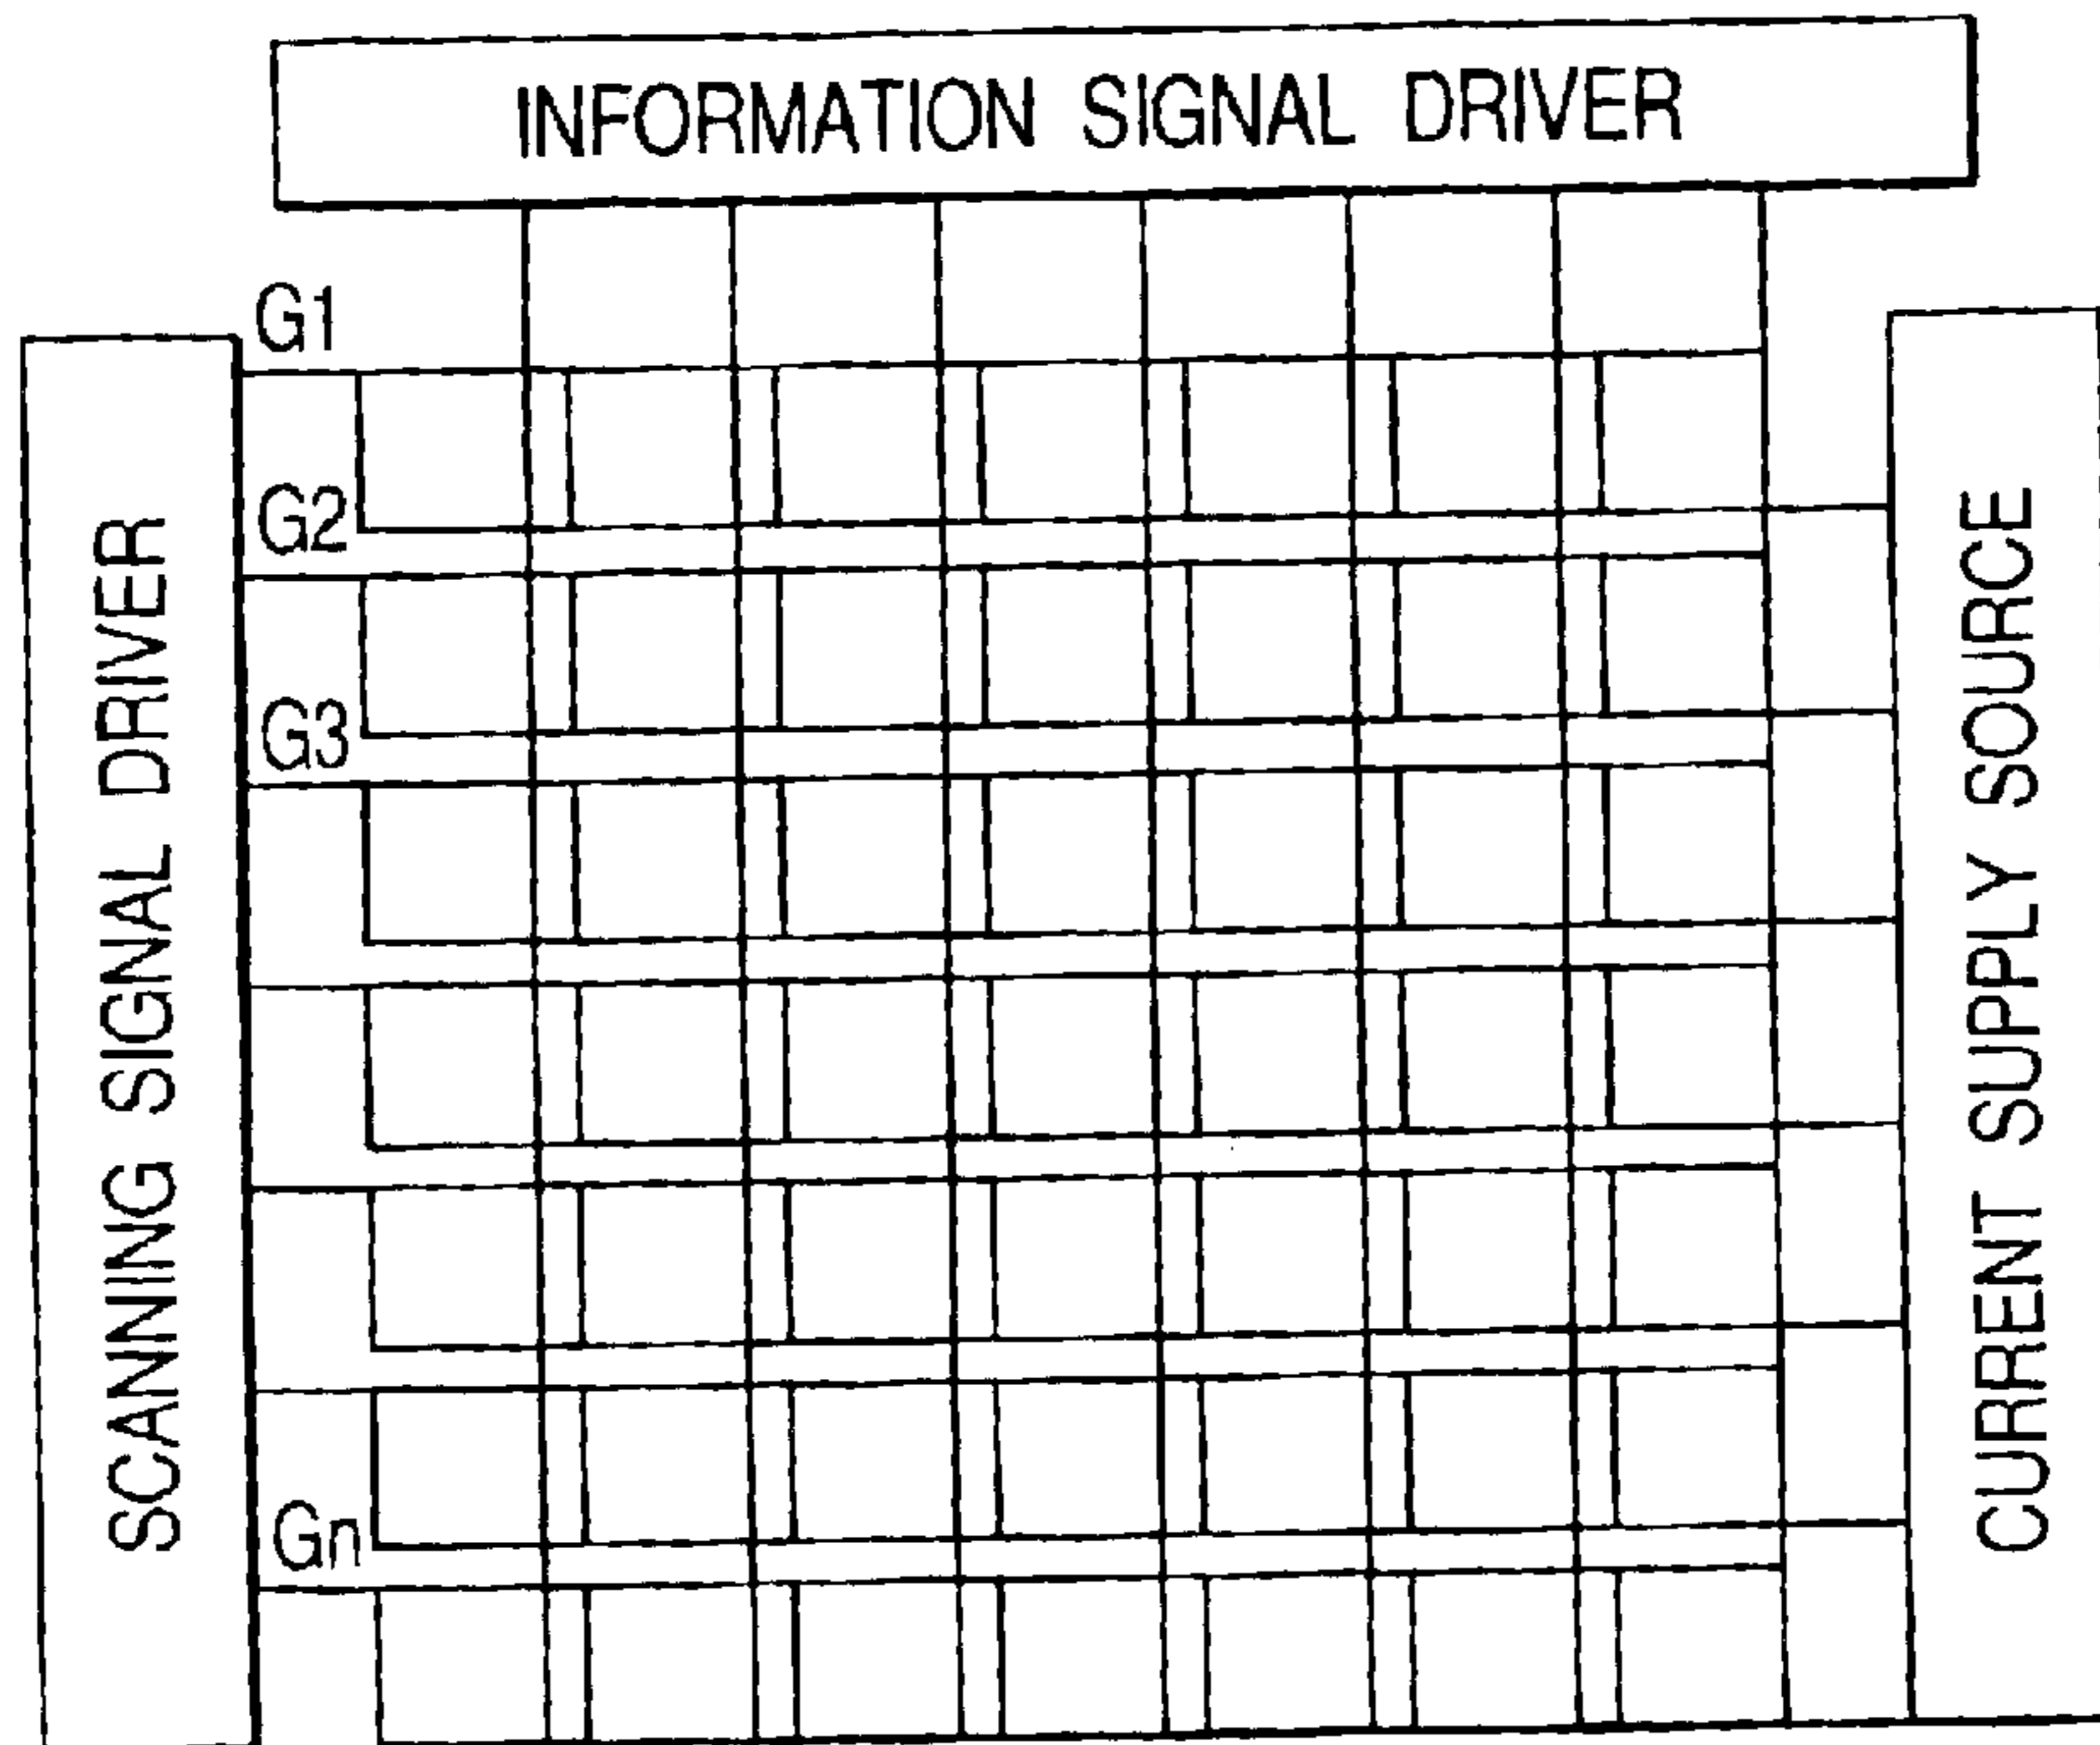 INFORMATION SIGNAL DRIVER
G1
G2
G3
Gn
SCANNING SIGNAL DRIVER
CURRENT SUPPLY SOURCE